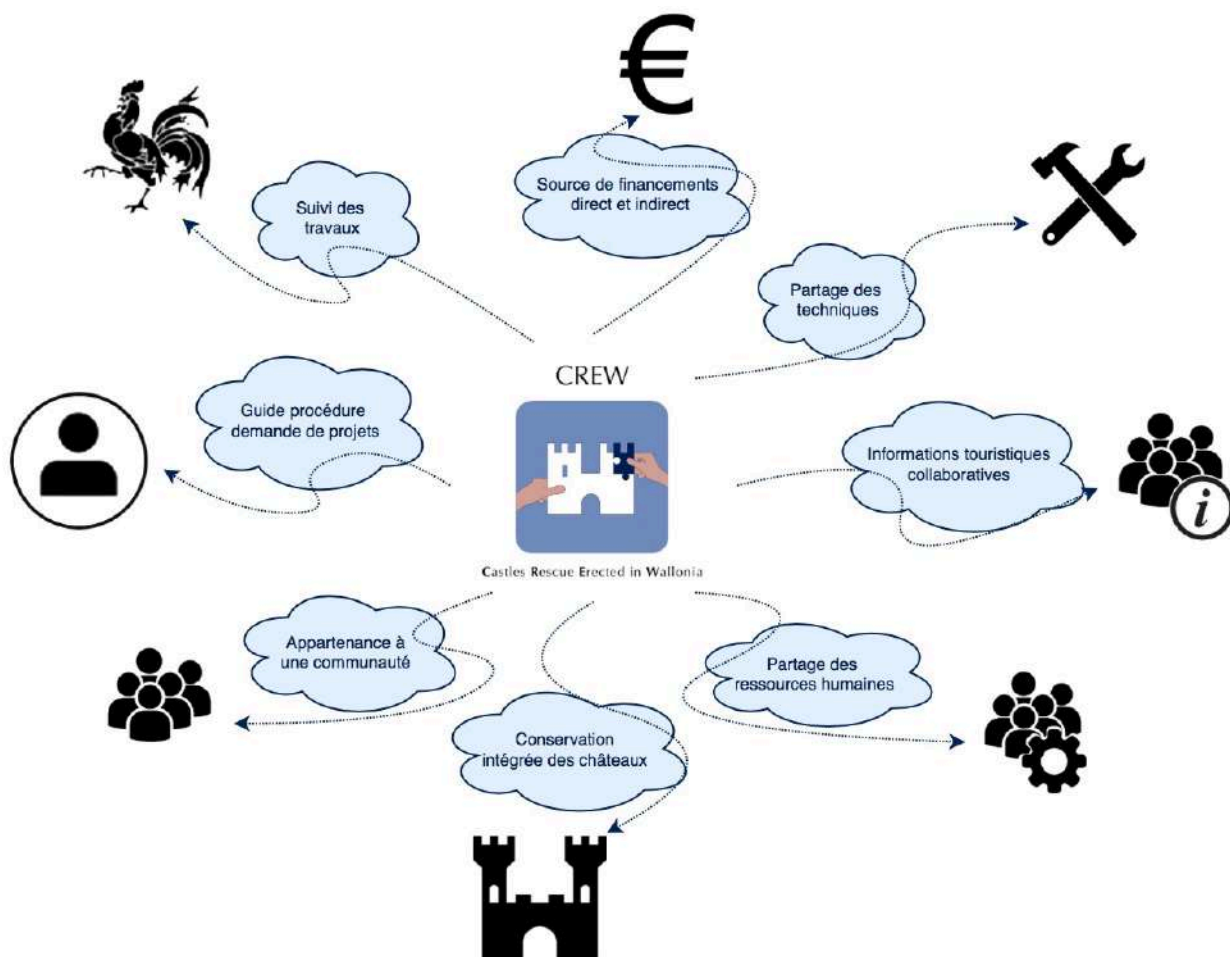 €
Source de financements
direct et indirect
Suivi des
travaux
Partage des
techniques
CREW
Guide procédure
demande de projets
Informations touristiques
collaboratives
i
Castles Rescue Erected in Wallonia
Appartenance à
une communauté
Partage des
ressources humaines
Conservation
intégrée des châteaux